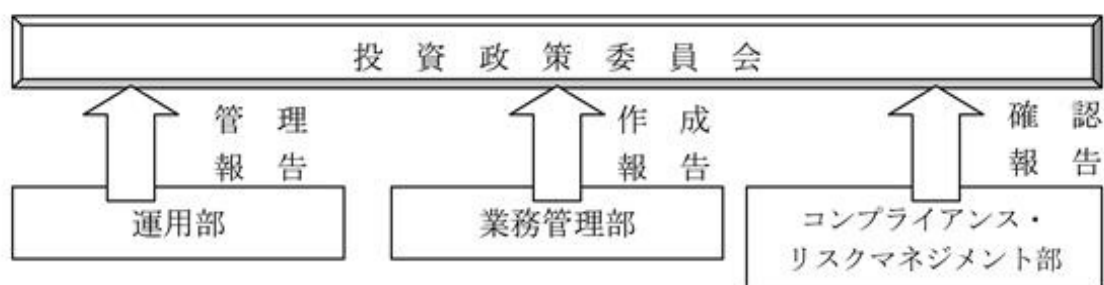 投資政策委員会
管理
報告
作成
報告
確認
報告
運用部
業務管理部
コンプライアンス・
リスクマネジメント部